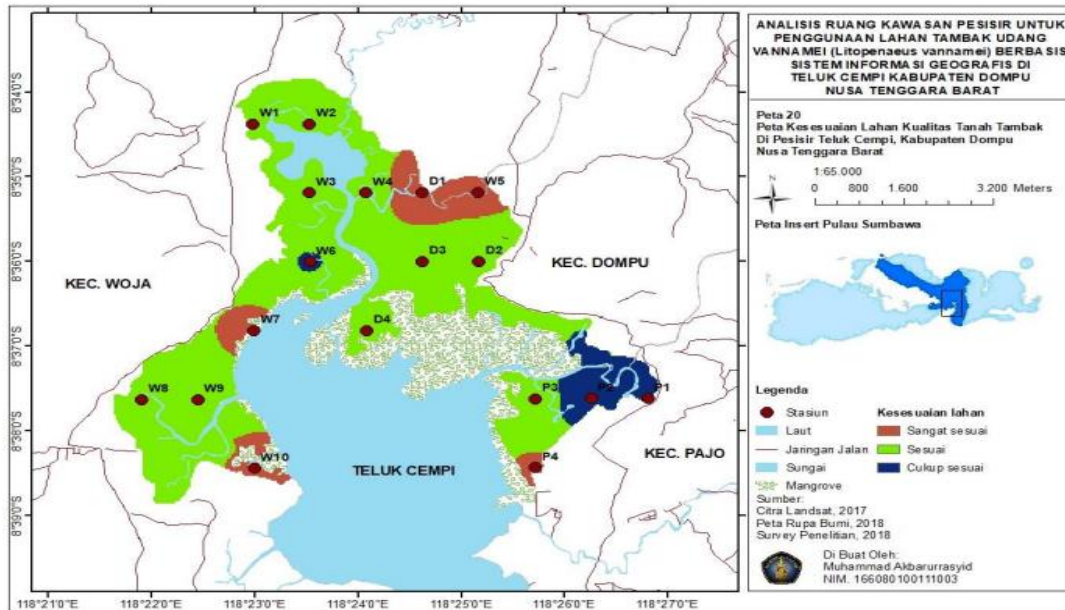 ANALISIS RUANG KAWASAN PESISIR UNTUK
PENGGUNAAN LAHAN TAMBAK UDANG
VANNAMEI (Litopenaeus vannamei) BERBASIS
SISTEM INFORMASI GEOGRAFIS DI
TELUK CEMPI KABUPATEN DOMPU
NUSA TENGGARA BARAT
Peta 20
Peta Kesesuaian Lahan Kualitas Tanah Tambak
Di Pesisir Teluk Cempi, Kabupaten Dompu
Nusa Tenggara Barat
1:65.000
N
0 800 1.600 3.200 Meters
Peta Insert Pulau Sumbawa
Legenda
Stasiun
Laut
Jaringan Jalan
Sungai
Mangrove
Kesesuaian lahan
Sangat sesuai
Sesuai
Cukup sesuai
Sumber:
Citra Landsat, 2017
Peta Rupa Bumi, 2018
Survey Penelitian, 2018
Di Buat Oleh:
Muhammad Akbarurrasyid
NIM. 166080100111003
8°34'0"S
8°35'0"S
8°36'0"S
8°37'0"S
8°38'0"S
8°39'0"S
W1 W2
W3 W4 D1 W5
W6 D3 D2
KEC. WOJA
KEC. DOMPU
W7 D4
W8 W9 P3 P2 P1
W10 TELUK CEMPI P4 KEC. PAJO
118°21'0"E 118°22'0"E 118°23'0"E 118°24'0"E 118°25'0"E 118°26'0"E 118°27'0"E